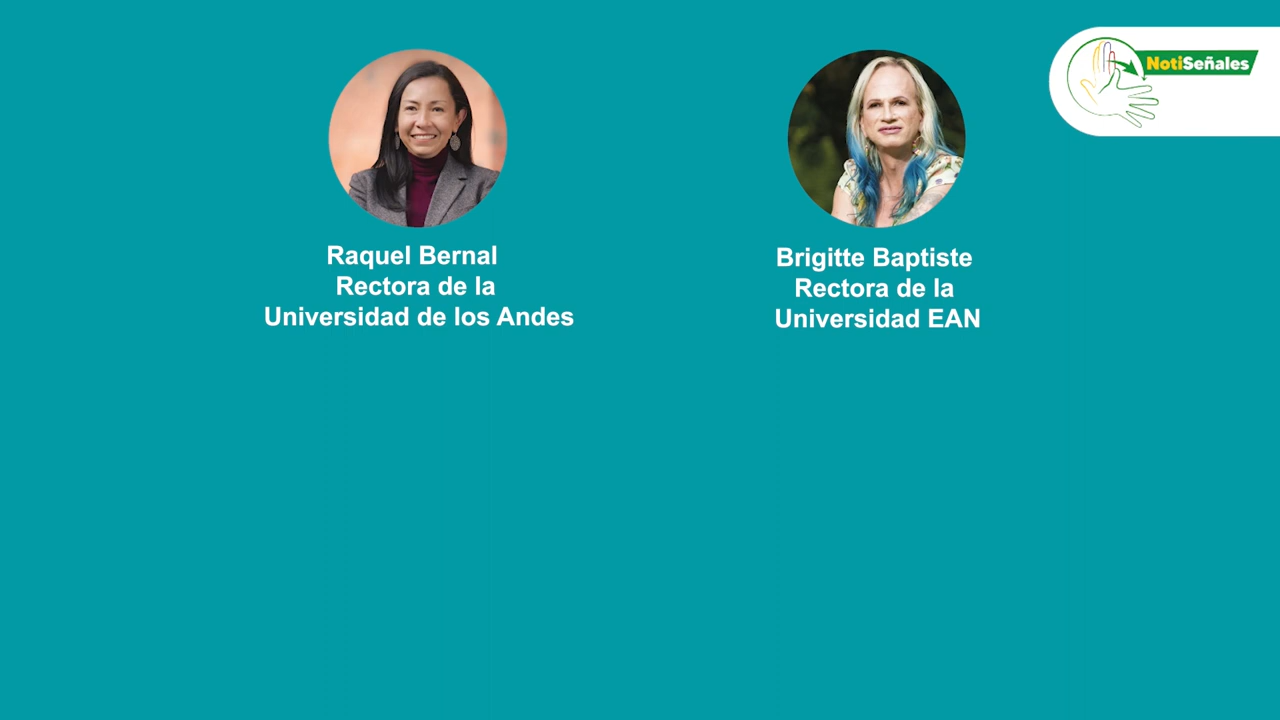 NotiSeñales
Raquel Bernal
Rectora de la
Universidad de los Andes
Brigitte Baptiste
Rectora de la
Universidad EAN